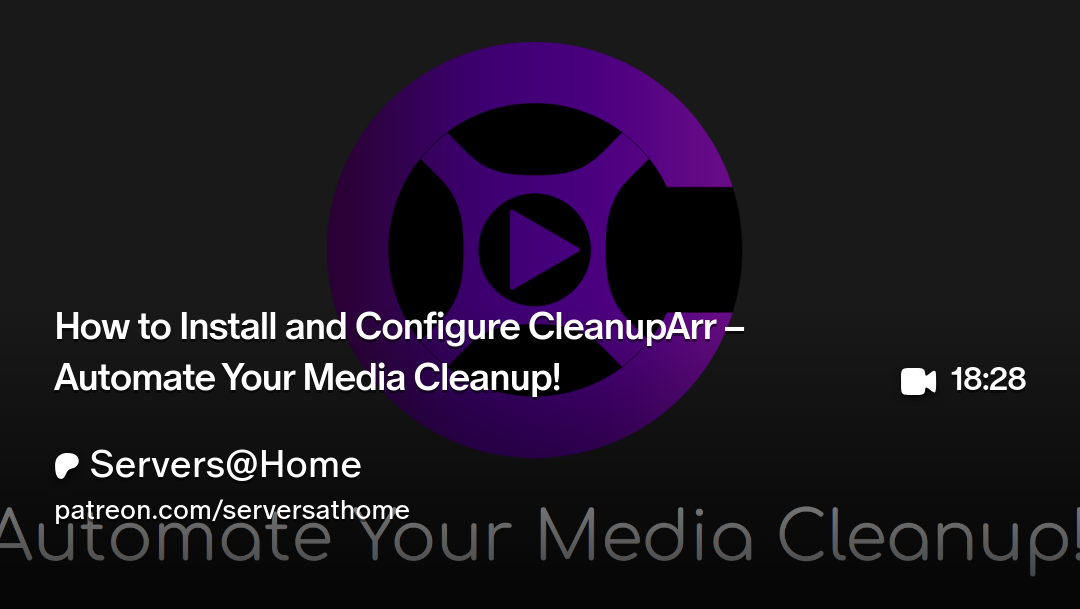 How to Install and Configure CleanupArr –
Automate Your Media Cleanup!
18:28
Servers@Home
patreon.com/serversathome
Automate Your Media Cleanup!